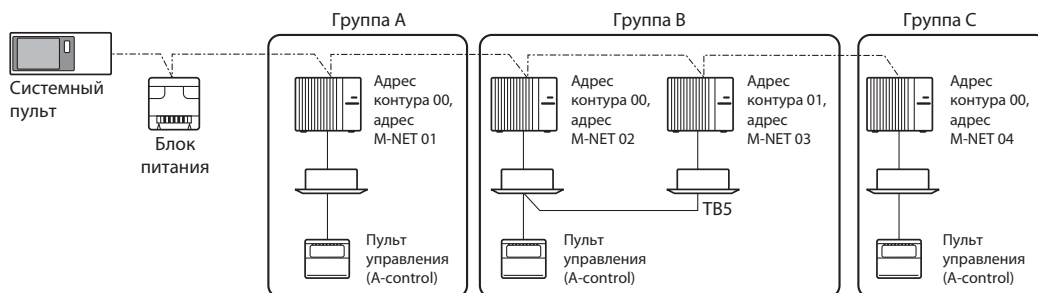 Группа A
Группа B
Группа C
Системный
пульт
Блок
питания
Адрес
контура 00,
адрес
M-NET 01
Адрес
контура 00,
адрес
M-NET 02
Адрес
контура 01,
адрес
M-NET 03
Адрес
контура 00,
адрес
M-NET 04
TB5
Пульт
управления
(A-control)
Пульт
управления
(A-control)
Пульт
управления
(A-control)